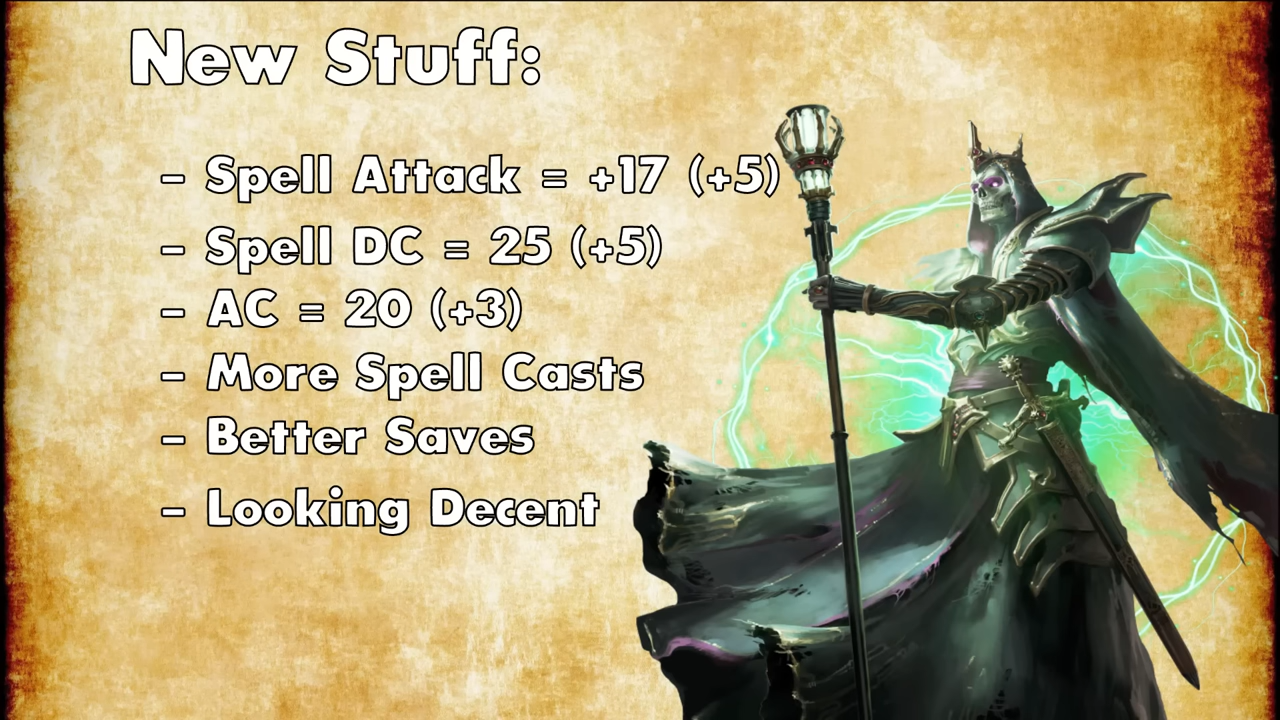 New Stuff:
– Spell Attack = +17 (+5)
– Spell DC = 25 (+5)
– AC = 20 (+3)
– More Spell Casts
– Better Saves
– Looking Decent